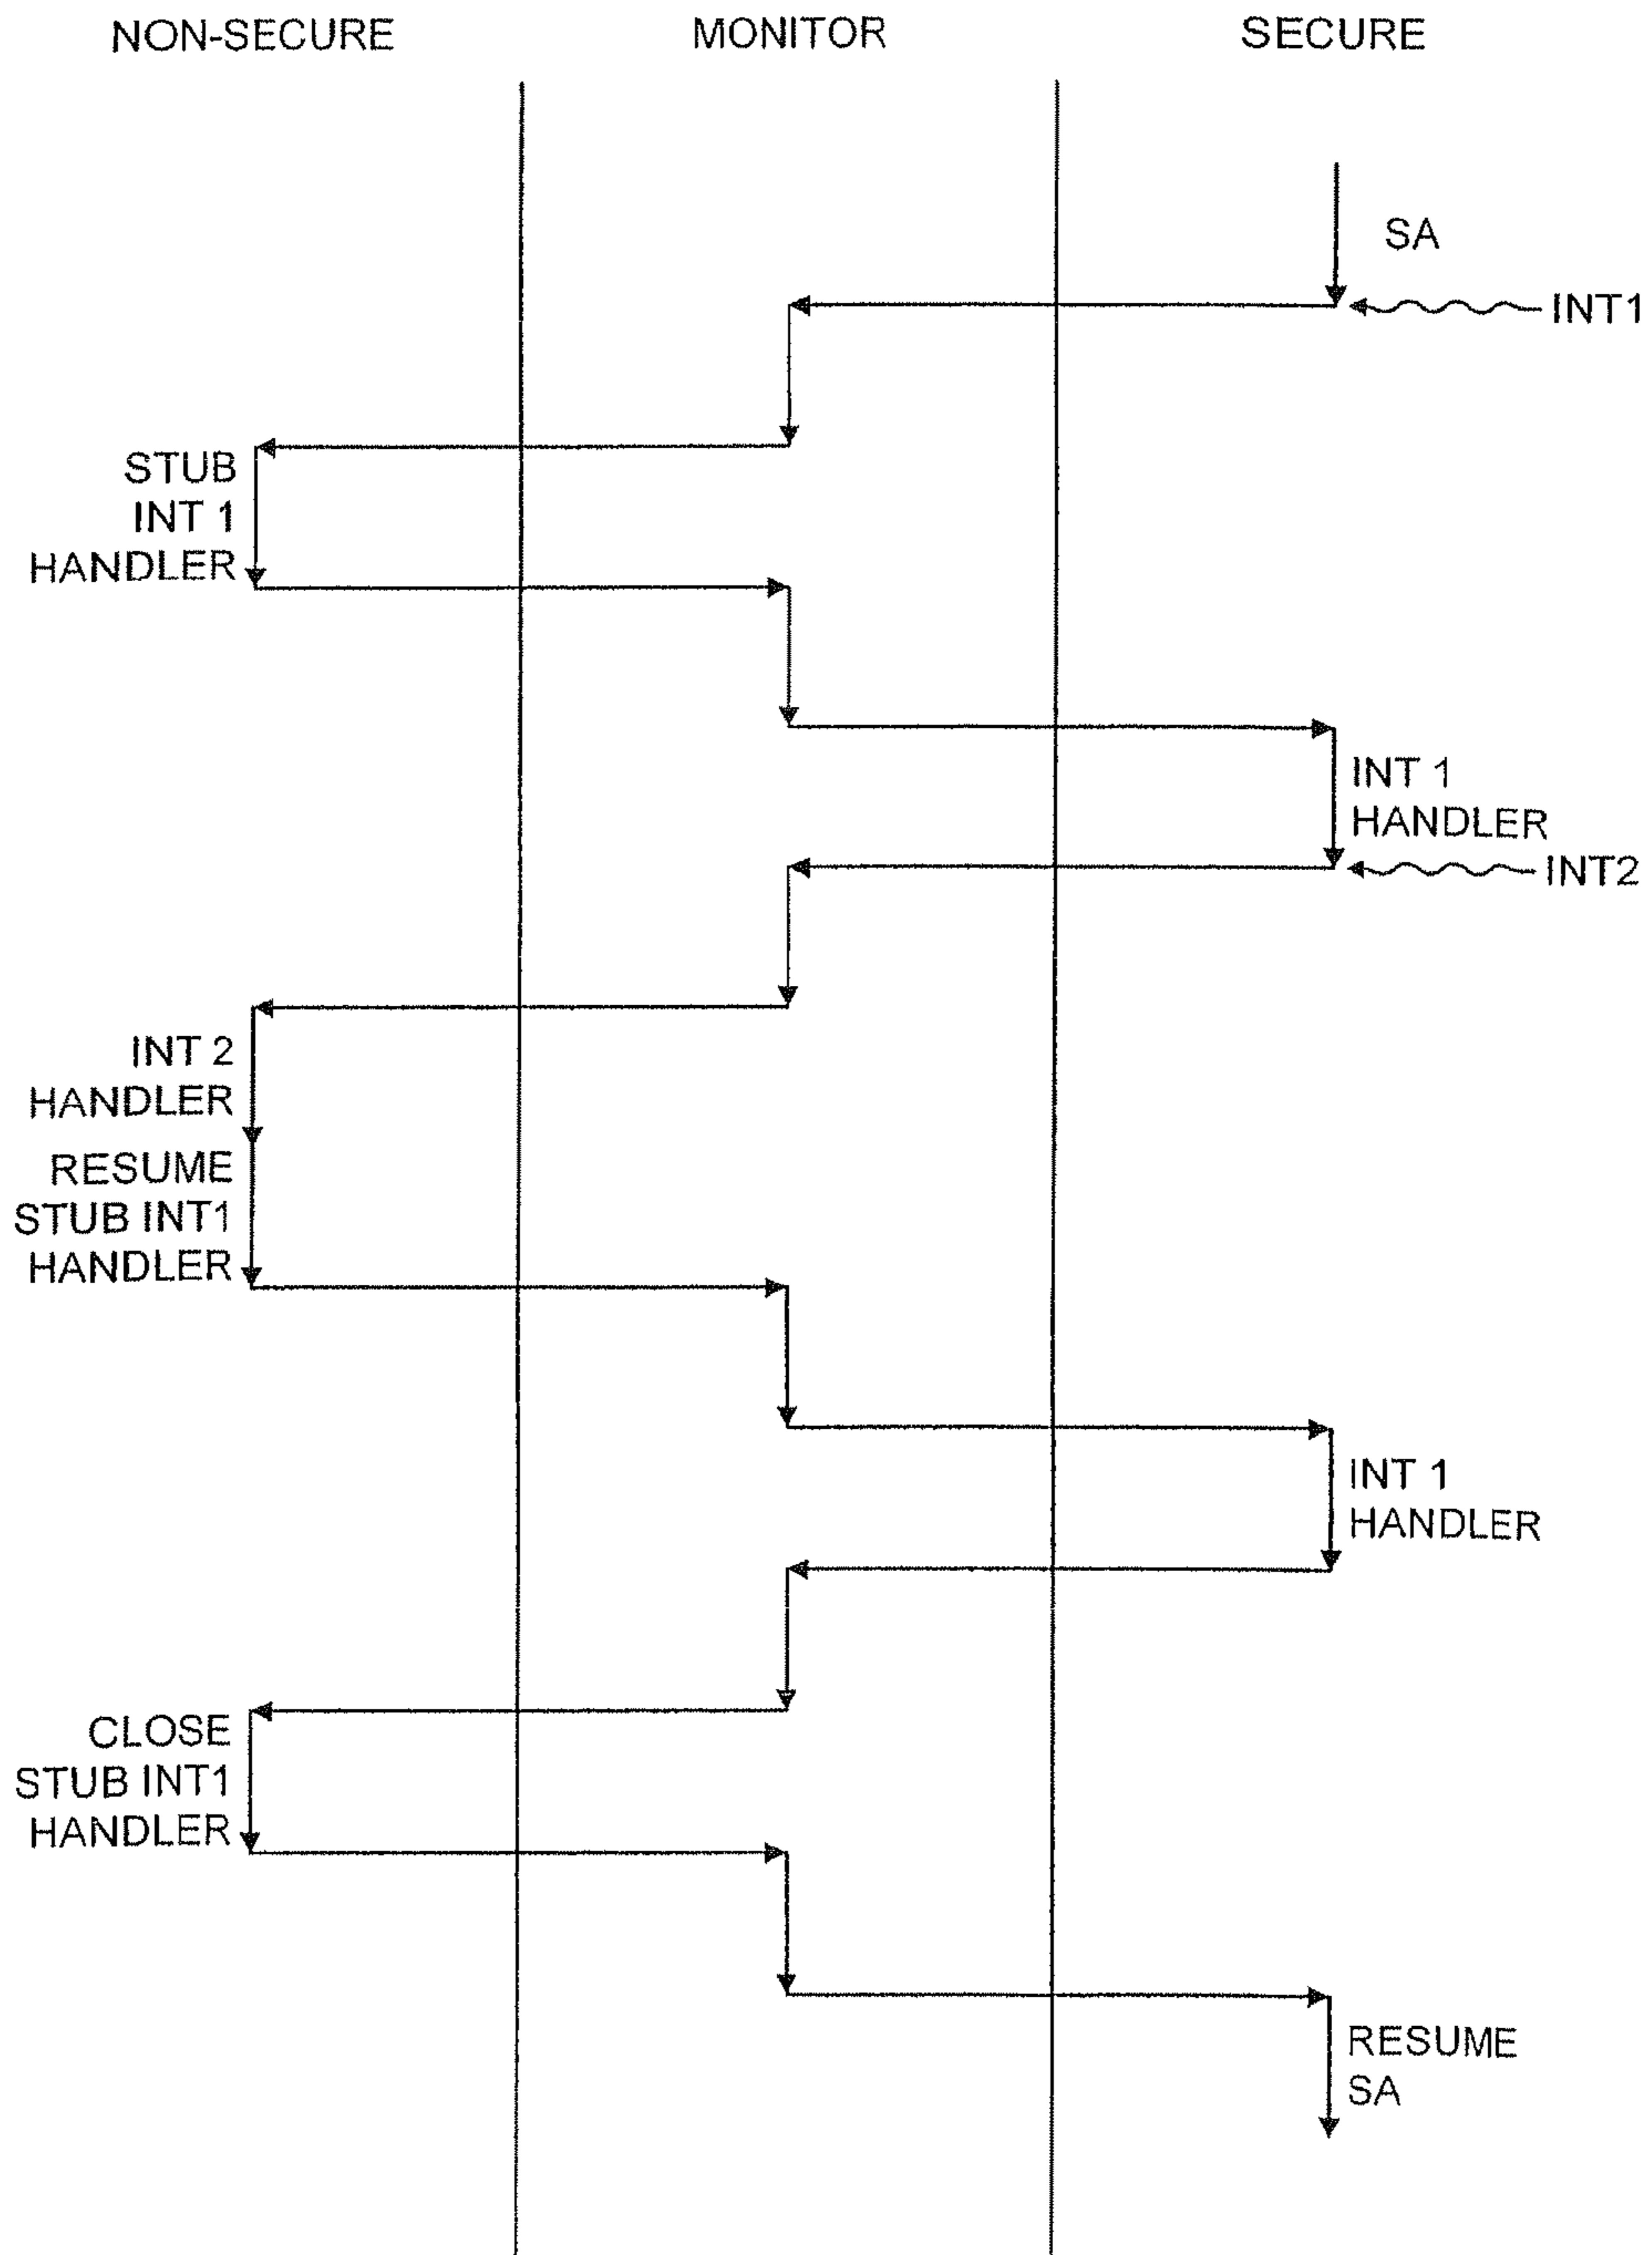 NON-SECURE
MONITOR
SECURE
SA
INT1
STUB
INT 1
HANDLER
INT 1
HANDLER
INT2
INT 2
HANDLER
RESUME
STUB INT1
HANDLER
INT 1
HANDLER
CLOSE
STUB INT1
HANDLER
RESUME
SA